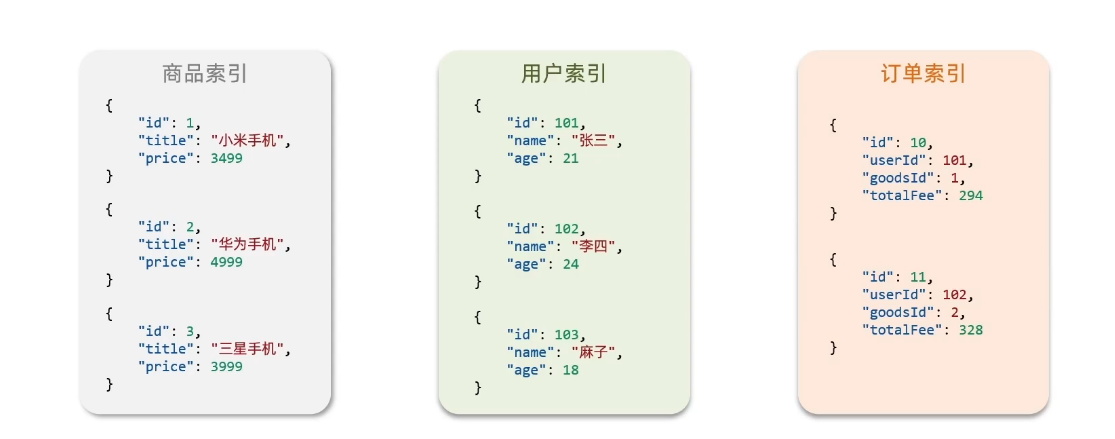 商品索引
{
"id": 1,
"title": "小米手机",
"price": 3499
}
{
"id": 2,
"title": "华为手机",
"price": 4999
}
{
"id": 3,
"title": "三星手机",
"price": 3999
}
用户索引
{
"id": 101,
"name": "张三",
"age": 21
}
{
"id": 102,
"name": "李四",
"age": 24
}
{
"id": 103,
"name": "麻子",
"age": 18
}
订单索引
{
"id": 10,
"userId": 101,
"goodsId": 1,
"totalFee": 294
}
{
"id": 11,
"userId": 102,
"goodsId": 2,
"totalFee": 328
}